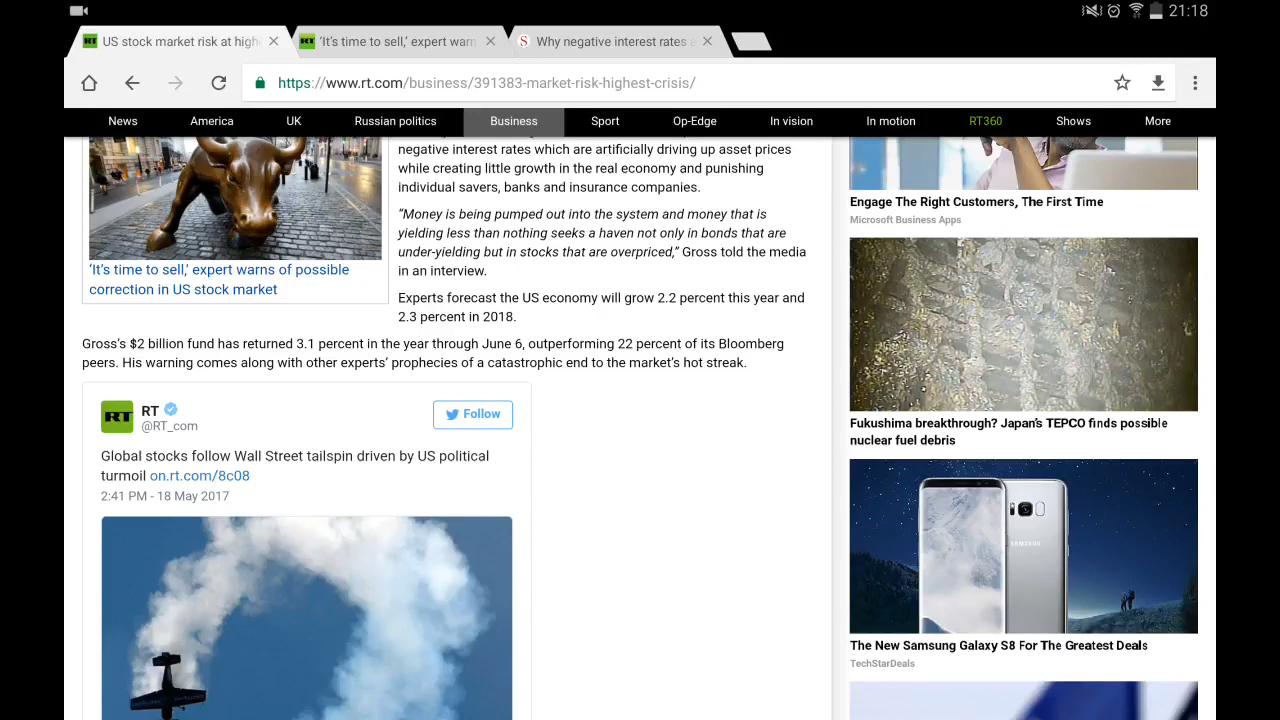 21:18
US stock market risk at high
‘It's time to sell,’ expert warn
S Why negative interest rates
https://www.rt.com/business/391383-market-risk-highest-crisis/
News America UK Russian politics Business Sport Op-Edge In vision In motion RT360 Shows More
negative interest rates which are artificially driving up asset prices
while creating little growth in the real economy and punishing
individual savers, banks and insurance companies.
“Money is being pumped out into the system and money that is
yielding less than nothing seeks a haven not only in bonds that are
under-yielding but in stocks that are overpriced,” Gross told the media
in an interview.
Experts forecast the US economy will grow 2.2 percent this year and
2.3 percent in 2018.
‘It’s time to sell,’ expert warns of possible
correction in US stock market
Gross’s $2 billion fund has returned 3.1 percent in the year through June 6, outperforming 22 percent of its Bloomberg
peers. His warning comes along with other experts’ prophecies of a catastrophic end to the market’s hot streak.
RT
RT
@RT_com
Follow
Global stocks follow Wall Street tailspin driven by US political
turmoil on.rt.com/8c08
2:41 PM - 18 May 2017
Engage The Right Customers, The First Time
Microsoft Business Apps
Fukushima breakthrough? Japan’s TEPCO finds possible
nuclear fuel debris
SAMSUNG
The New Samsung Galaxy S8 For The Greatest Deals
TechStarDeals